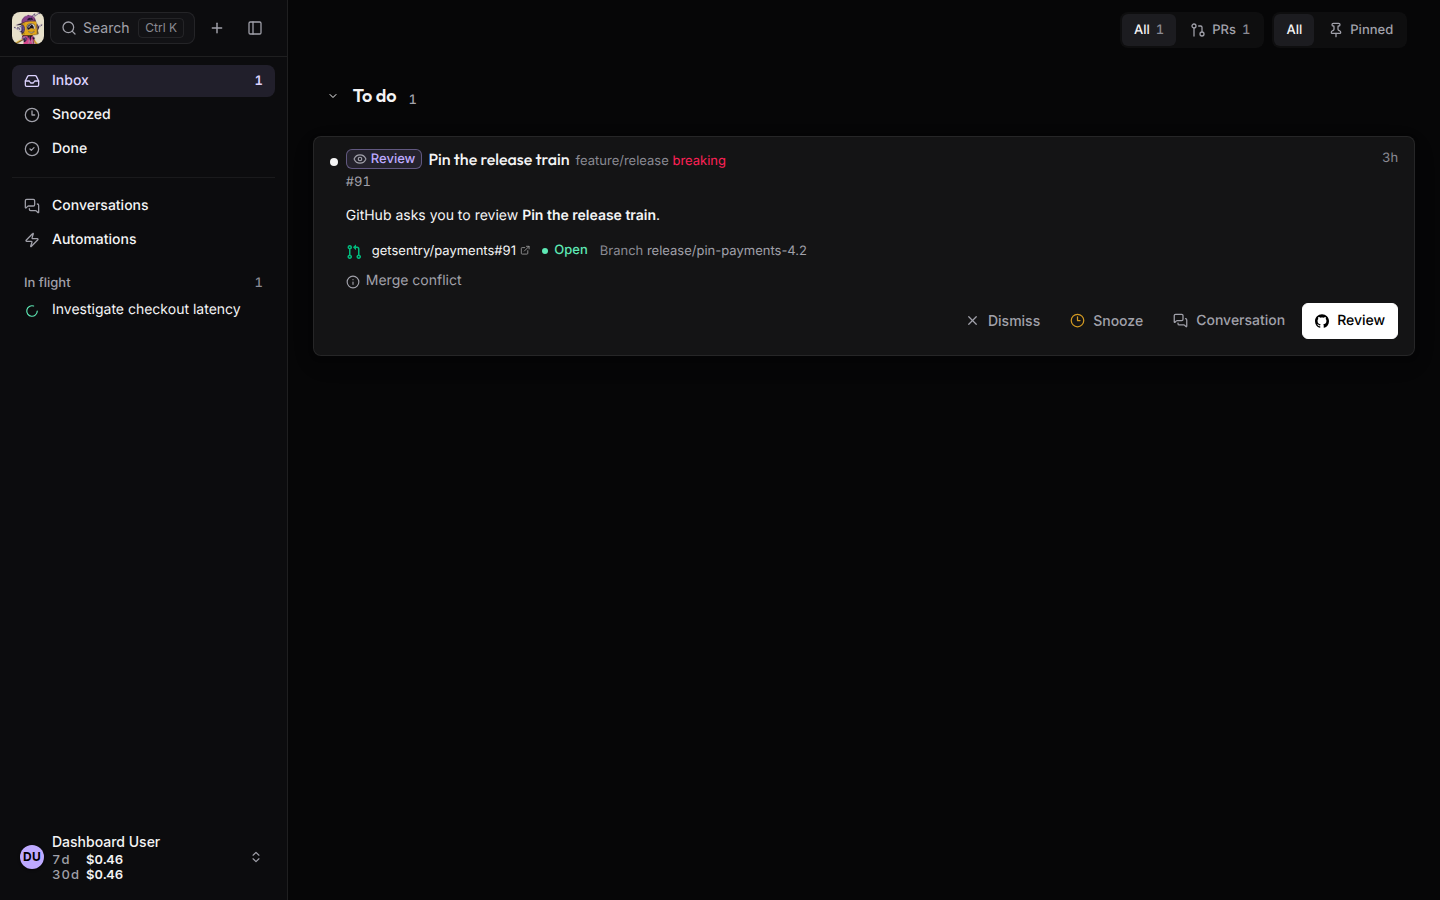 Search Ctrl K
Inbox 1
Snoozed
Done
Conversations
Automations
In flight 1
Investigate checkout latency
DU
Dashboard User
7d $0.46
30d $0.46
All 1 PRs 1 All Pinned
To do 1
Review Pin the release train feature/release breaking 3h
#91
GitHub asks you to review Pin the release train.
getsentry/payments#91 Open Branch release/pin-payments-4.2
Merge conflict
Dismiss Snooze Conversation Review